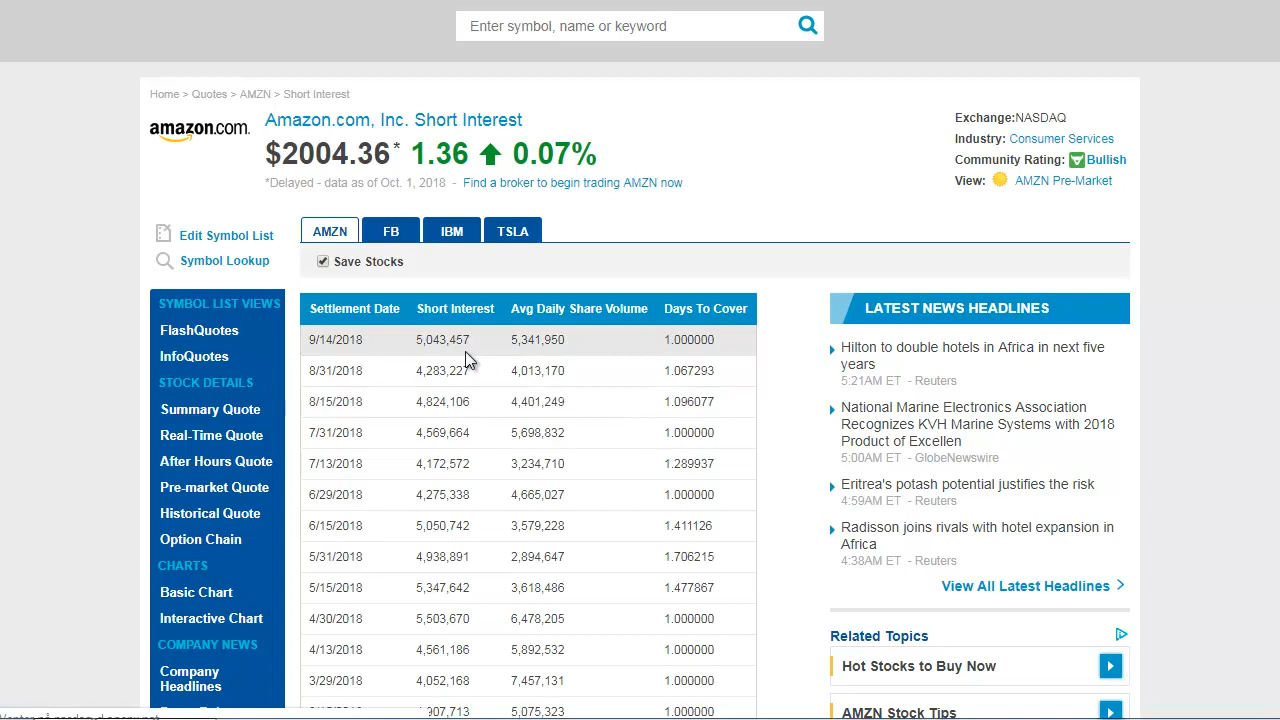 Enter symbol, name or keyword
Home > Quotes > AMZN > Short Interest
amazon.com.
Amazon.com, Inc. Short Interest
$2004.36* 1.36 0.07%
*Delayed - data as of Oct. 1, 2018 - Find a broker to begin trading AMZN now
Exchange:NASDAQ
Industry: Consumer Services
Community Rating: Bullish
View: AMZN Pre-Market
Edit Symbol List
Symbol Lookup
AMZN FB IBM TSLA
Save Stocks
SYMBOL LIST VIEWS
FlashQuotes
InfoQuotes
STOCK DETAILS
Summary Quote
Real-Time Quote
After Hours Quote
Pre-market Quote
Historical Quote
Option Chain
CHARTS
Basic Chart
Interactive Chart
COMPANY NEWS
Company
Headlines
Settlement Date Short Interest Avg Daily Share Volume Days To Cover
9/14/2018 5,043,457 5,341,950 1.000000
8/31/2018 4,283,227 4,013,170 1.067293
8/15/2018 4,824,106 4,401,249 1.096077
7/31/2018 4,569,664 5,698,832 1.000000
7/13/2018 4,172,572 3,234,710 1.289937
6/29/2018 4,275,338 4,665,027 1.000000
6/15/2018 5,050,742 3,579,228 1.411126
5/31/2018 4,938,891 2,894,647 1.706215
5/15/2018 5,347,642 3,618,486 1.477867
4/30/2018 5,503,670 6,478,205 1.000000
4/13/2018 4,561,186 5,892,532 1.000000
3/29/2018 4,052,168 7,457,131 1.000000
5,075,323 1.000000
LATEST NEWS HEADLINES
Hilton to double hotels in Africa in next five
years
5:21AM ET - Reuters
National Marine Electronics Association
Recognizes KVH Marine Systems with 2018
Product of Excellen
5:00AM ET - GlobeNewswire
Eritrea's potash potential justifies the risk
4:59AM ET - Reuters
Radisson joins rivals with hotel expansion in
Africa
4:38AM ET - Reuters
View All Latest Headlines
Related Topics
Hot Stocks to Buy Now
AMZN Stock Tips